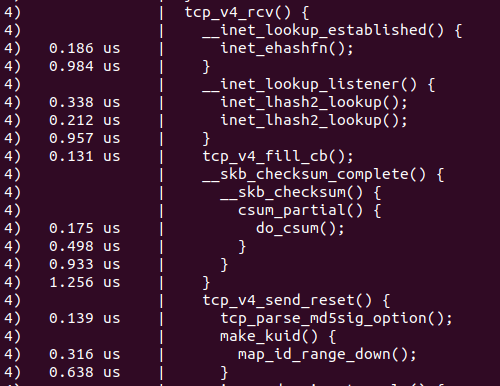 4)               |  tcp_v4_rcv() {
4)               |    __inet_lookup_established() {
4)   0.186 us    |      inet_ehashfn();
4)   0.984 us    |    }
4)               |    __inet_lookup_listener() {
4)   0.338 us    |      inet_lhash2_lookup();
4)   0.212 us    |      inet_lhash2_lookup();
4)   0.957 us    |    }
4)   0.131 us    |    tcp_v4_fill_cb();
4)               |    __skb_checksum_complete() {
4)               |      __skb_checksum() {
4)               |        csum_partial() {
4)   0.175 us    |          do_csum();
4)   0.498 us    |        }
4)   0.933 us    |      }
4)   1.256 us    |    }
4)               |    tcp_v4_send_reset() {
4)   0.139 us    |      tcp_parse_md5sig_option();
4)               |      make_kuid() {
4)   0.316 us    |        map_id_range_down();
4)   0.638 us    |      }